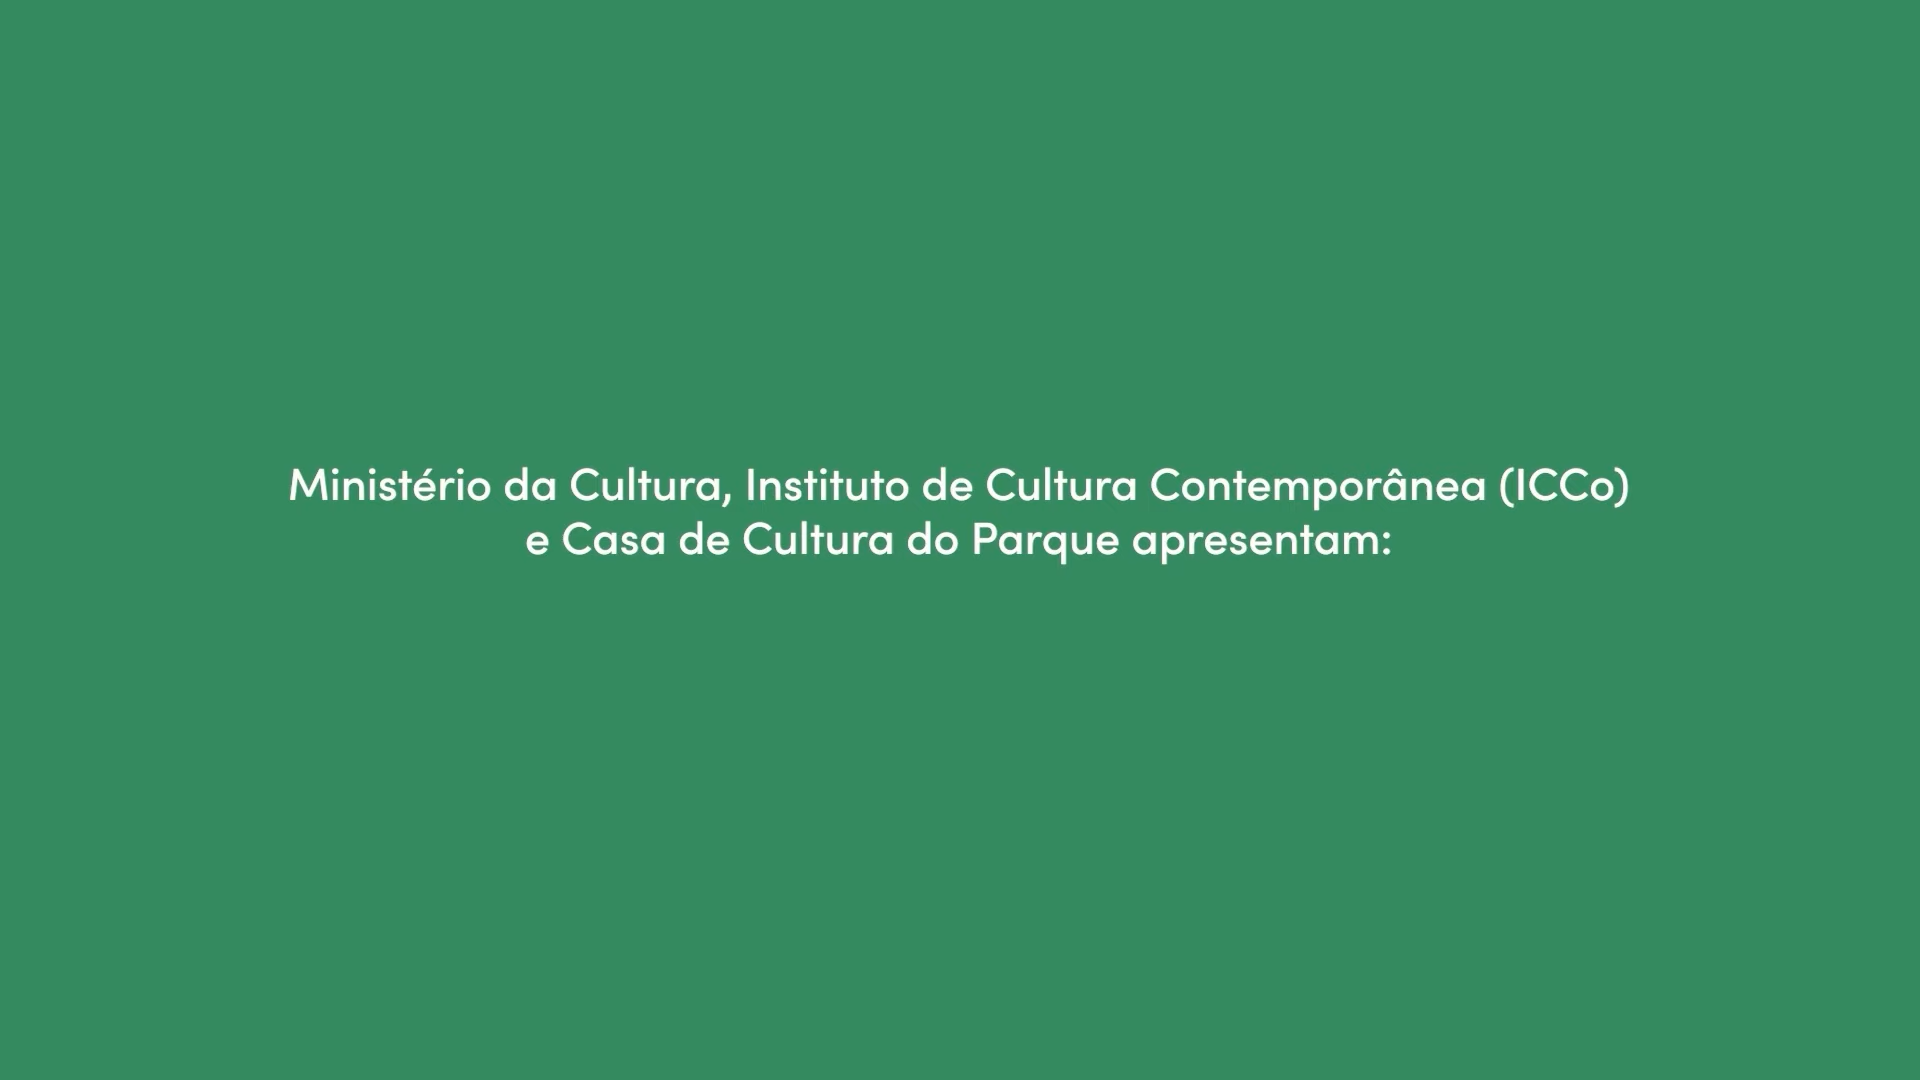 Ministério da Cultura, Instituto de Cultura Contemporânea (ICCo)
e Casa de Cultura do Parque apresentam: